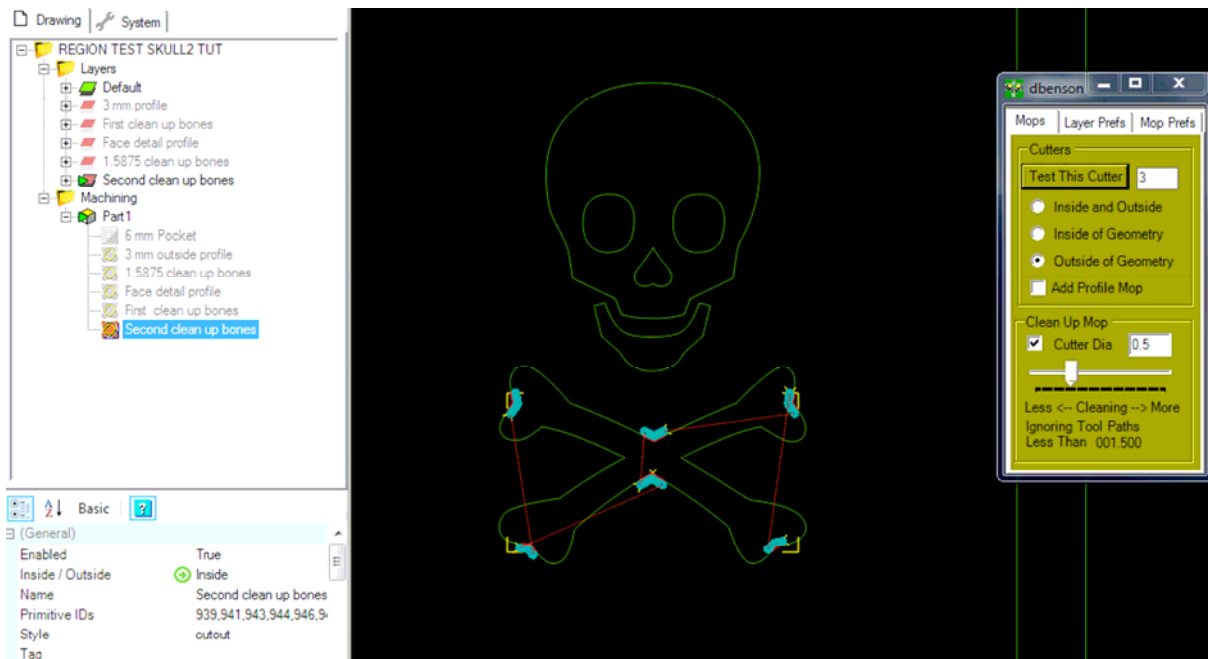 Drawing System
REGION TEST SKULL2 TUT
Layers
Default
3 mm profile
First clean up bones
Face detail profile
1.5875 clean up bones
Second clean up bones
Machining
Part1
6 mm Pocket
3 mm outside profile
1.5875 clean up bones
Face detail profile
First clean up bones
Second clean up bones
Basic
(General)
Enabled True
Inside / Outside Inside
Name Second clean up bones
Primitive IDs 939,941,943,944,946,9
Style cutout
Tag
dbenson
Mops Layer Prefs Mop Prefs
Cutters
Test This Cutter 3
Inside and Outside
Inside of Geometry
Outside of Geometry
Add Profile Mop
Clean Up Mop
Cutter Dia 0.5
Less <-- Cleaning --> More
Ignoring Tool Paths
Less Than 001.500